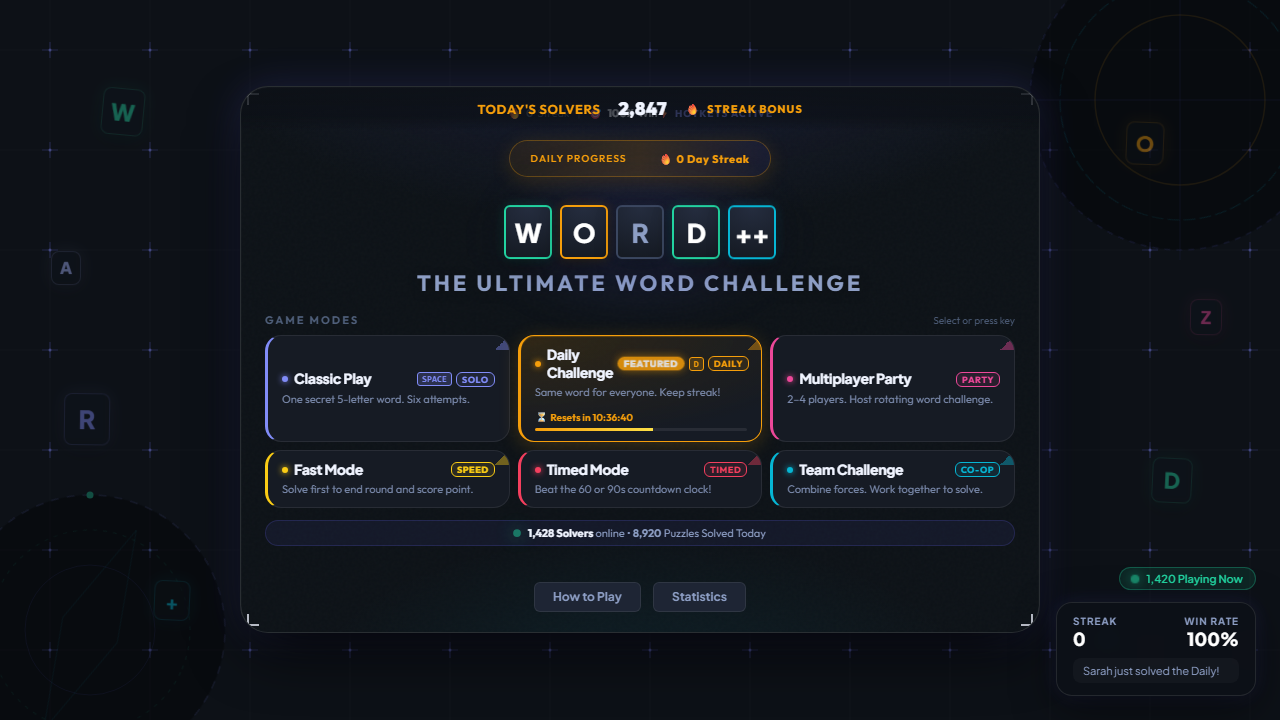 TODAY'S SOLVERS 2,847 🔥 STREAK BONUS
HOTKEYS ACTIVE
DAILY PROGRESS 🔥 0 Day Streak
W O R D ++
THE ULTIMATE WORD CHALLENGE
GAME MODES
Select or press key
Classic Play SPACE SOLO
One secret 5-letter word. Six attempts.
Daily
Challenge FEATURED D DAILY
Same word for everyone. Keep streak!
⏳ Resets in 10:36:40
Multiplayer Party PARTY
2–4 players. Host rotating word challenge.
Fast Mode SPEED
Solve first to end round and score point.
Timed Mode TIMED
Beat the 60 or 90s countdown clock!
Team Challenge CO-OP
Combine forces. Work together to solve.
1,428 Solvers online • 8,920 Puzzles Solved Today
How to Play
Statistics
W
A
R
+
O
Z
D
1,420 Playing Now
STREAK WIN RATE
0 100%
Sarah just solved the Daily!